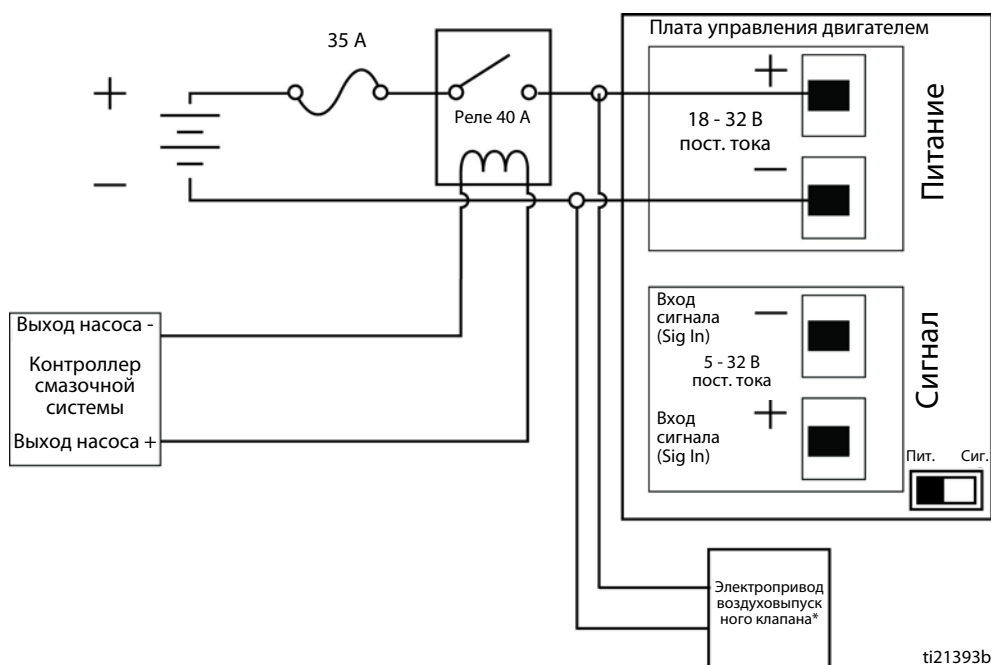 Плата управления двигателем
35 А
+
Реле 40 А
+
18 - 32 В
пост. тока
Питание
—
—
Вход
сигнала
(Sig In)
—
5 - 32 В
пост. тока
Сигнал
Вход
сигнала
(Sig In)
+
Выход насоса -
Контроллер
смазочной
системы
Выход насоса +
Пит. Сиг.
Электропривод
воздуховыпуск
ного клапана*
ti21393b